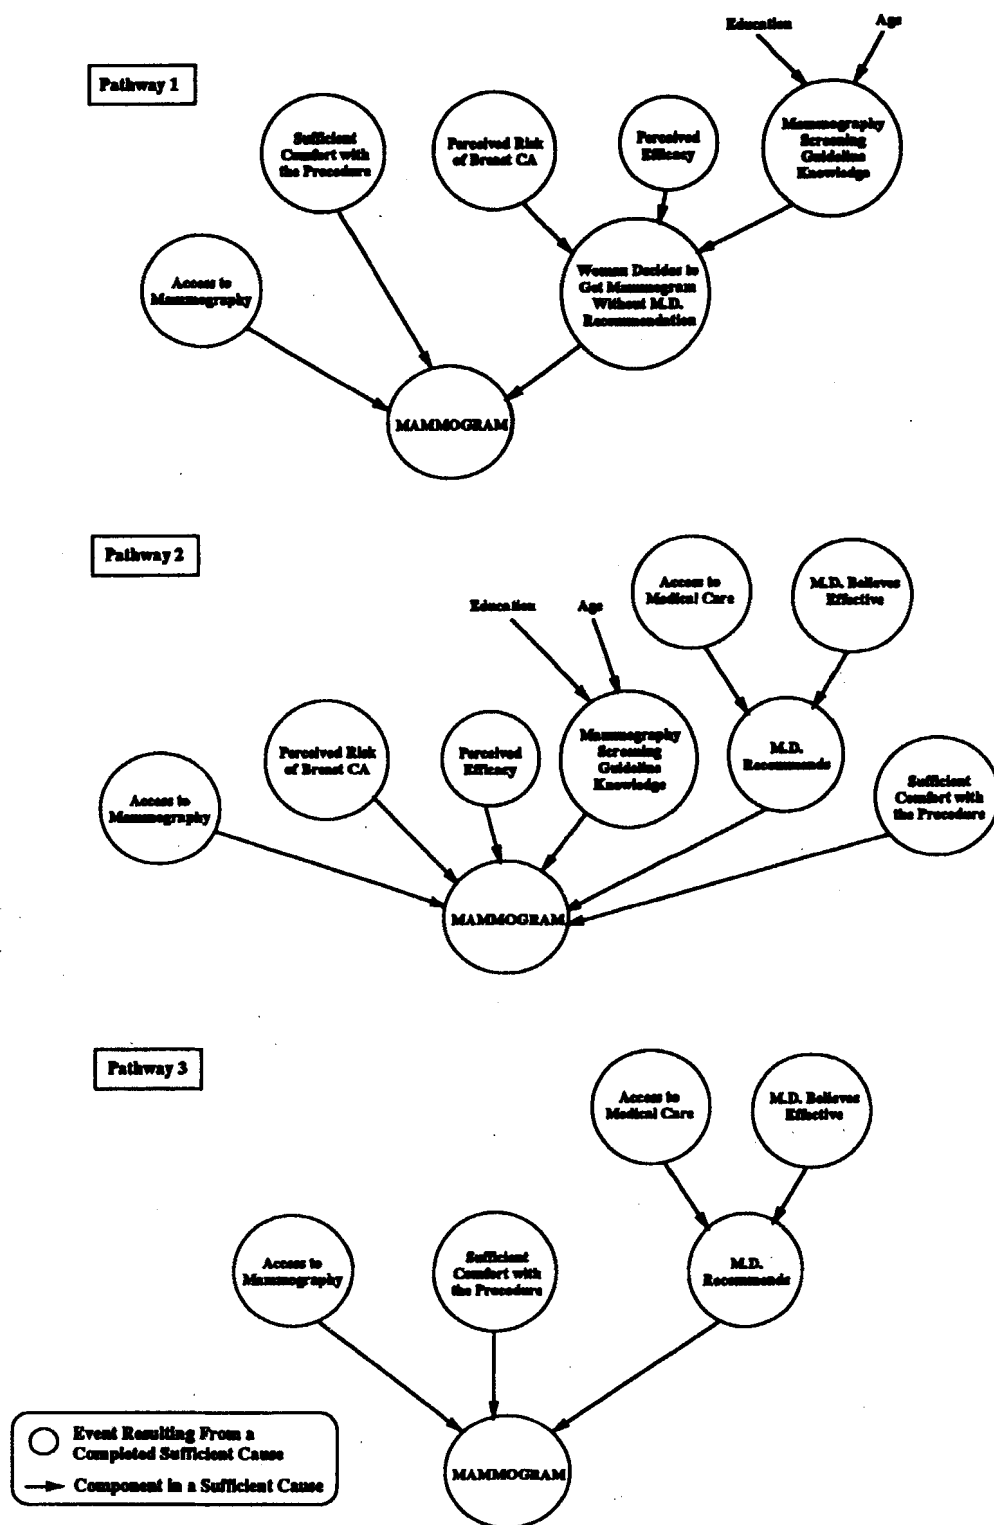 Education
Age
Pathway 1
Sufficient
Comfort with
the Procedure
Perceived Risk
of Breast CA
Perceived
Efficacy
Mammography
Screening
Guideline
Knowledge
Access to
Mammography
Woman Decides to
Get Mammogram
Without M.D.
Recommendation
MAMMOGRAM
Pathway 2
Education
Age
Access to
Medical Care
M.D. Believes
Effective
Perceived Risk
of Breast CA
Perceived
Efficacy
Mammography
Screening
Guideline
Knowledge
M.D.
Recommends
Access to
Mammography
Sufficient
Comfort with
the Procedure
MAMMOGRAM
Pathway 3
Access to
Medical Care
M.D. Believes
Effective
Access to
Mammography
Sufficient
Comfort with
the Procedure
M.D.
Recommends
MAMMOGRAM
Event Resulting From a
Completed Sufficient Cause
Component in a Sufficient Cause